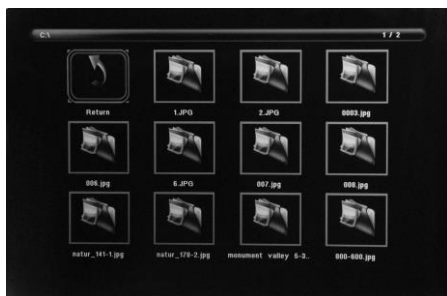 C:\ 1 / 2
Return 1.JPG 2.JPG 0003.jpg
006.jpg 6.JPG 007.jpg 008.jpg
natur_141-1.jpg natur_178-2.jpg monument valley 5-3.. 800-600.jpg